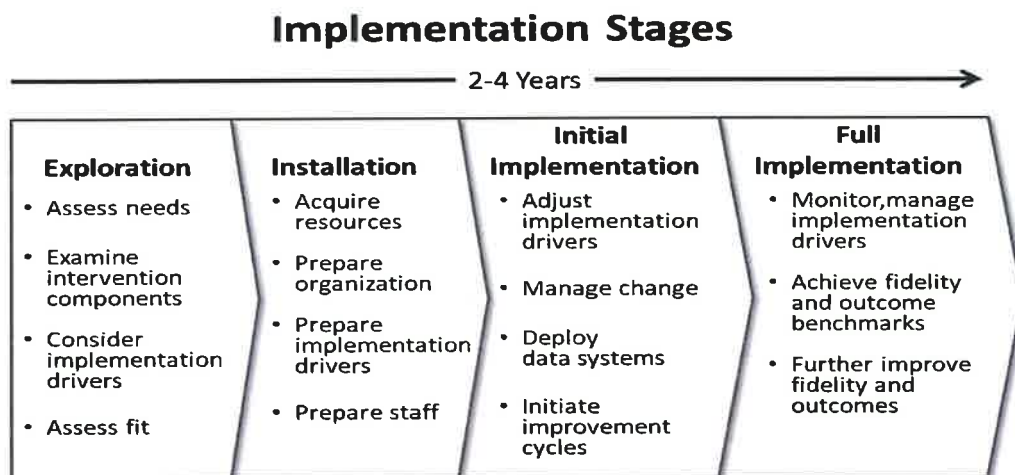 Implementation Stages
2-4 Years
Exploration
• Assess needs
• Examine
intervention
components
• Consider
implementation
drivers
• Assess fit
Installation
• Acquire
resources
• Prepare
organization
• Prepare
implementation
drivers
• Prepare staff
Initial
Implementation
• Adjust
implementation
drivers
• Manage change
• Deploy
data systems
• Initiate
improvement
cycles
Full
Implementation
• Monitor,manage
implementation
drivers
• Achieve fidelity
and outcome
benchmarks
• Further improve
fidelity and
outcomes